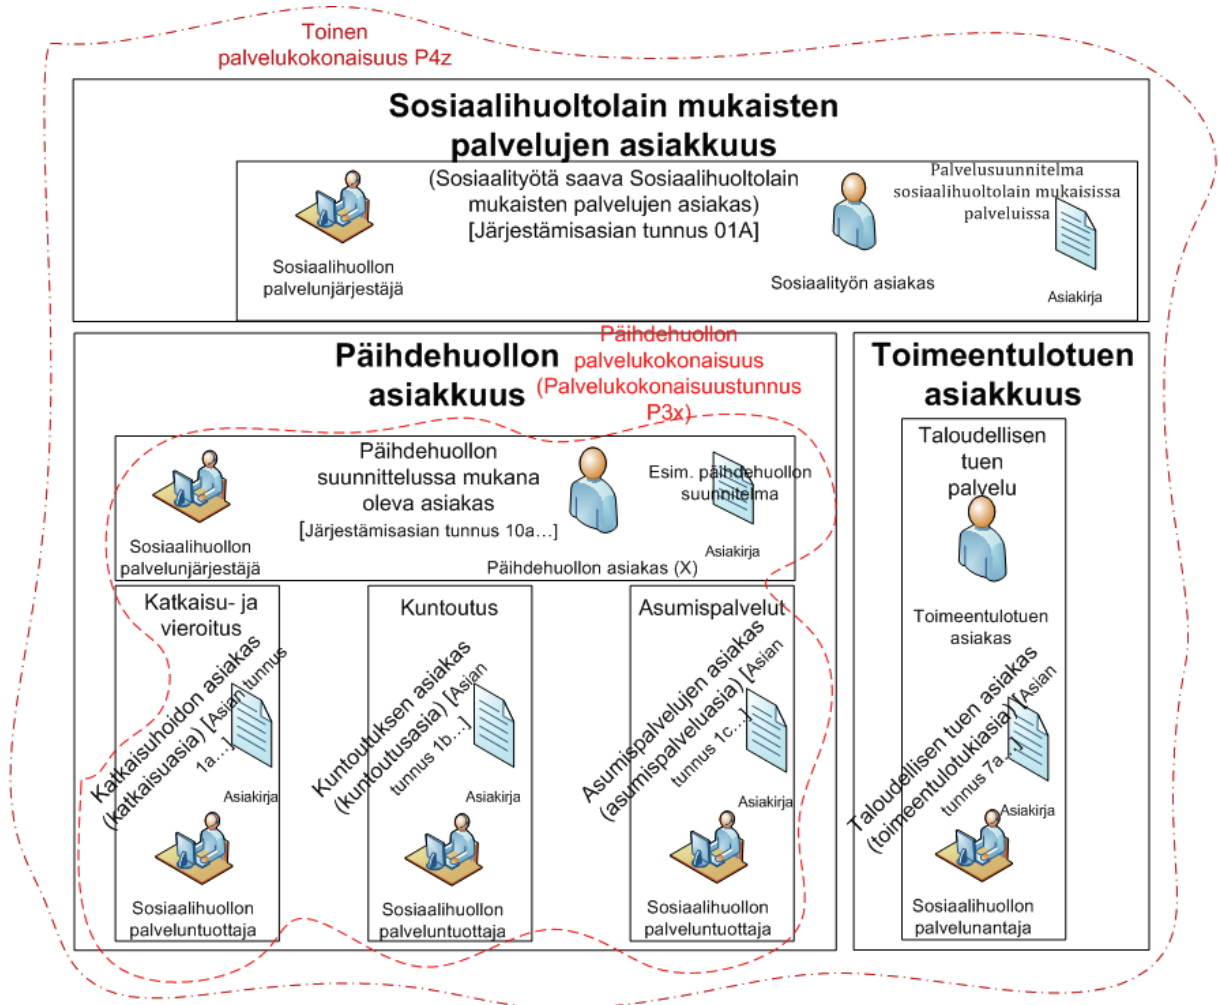 Toinen
palvelukokonaisuus P4z
Sosiaalihuoltolain mukaisten
palvelujen asiakkuus
(Sosiaalityötä saava Sosiaalihuoltolain
mukaisten palvelujen asiakas)
[Järjestämisasian tunnus 01A]
Palvelusuunnitelma
sosiaalihuoltolain mukaisissa
palveluissa
Sosiaalihuollon
palvelunjärjestäjä
Sosiaalityön asiakas
Asiakirja
Päihdehuollon
asiakkuus
Päihdehuollon
palvelukokonaisuus
(Palvelukokonaisuustunnus
P3x)
Päihdehuollon
suunnittelussa mukana
oleva asiakas
[Järjestämisasian tunnus 10a…]
Esim. päihdehuollon
suunnitelma
Sosiaalihuollon
palvelunjärjestäjä
Päihdehuollon asiakas (X)
Asiakirja
Katkaisu- ja
vieroitus
Katkaisuhoidon asiakas
(katkaisuasia) [Asian tunnus
1a…]
Asiakirja
Sosiaalihuollon
palveluntuottaja
Kuntoutus
Kuntoutuksen asiakas
(kuntoutusasia) [Asian
tunnus 1b…]
Asiakirja
Sosiaalihuollon
palveluntuottaja
Asumispalvelut
Asumispalvelujen asiakas
(asumispalveluasia) [Asian
tunnus 1c…]
Asiakirja
Sosiaalihuollon
palveluntuottaja
Toimeentulotuen
asiakkuus
Taloudellisen
tuen
palvelu
Toimeentulotuen
asiakas
Taloudellisen tuen asiakas
(toimeentulotukiasia) [Asian
tunnus 7a…]
Asiakirja
Sosiaalihuollon
palvelunantaja